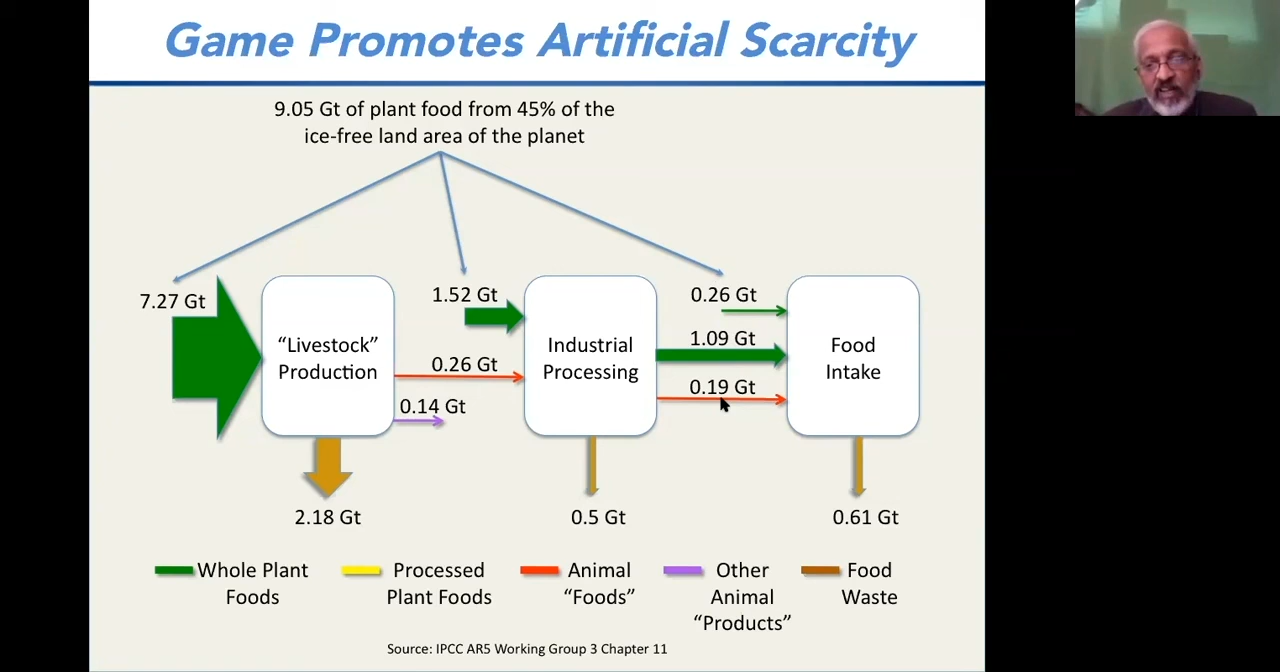 Game Promotes Artificial Scarcity
9.05 Gt of plant food from 45% of the
ice-free land area of the planet
7.27 Gt
1.52 Gt
0.26 Gt
1.09 Gt
0.26 Gt
0.19 Gt
0.14 Gt
“Livestock”
Production
Industrial
Processing
Food
Intake
2.18 Gt
0.5 Gt
0.61 Gt
Whole Plant
Foods
Processed
Plant Foods
Animal
“Foods”
Other
Animal
“Products”
Food
Waste
Source: IPCC AR5 Working Group 3 Chapter 11